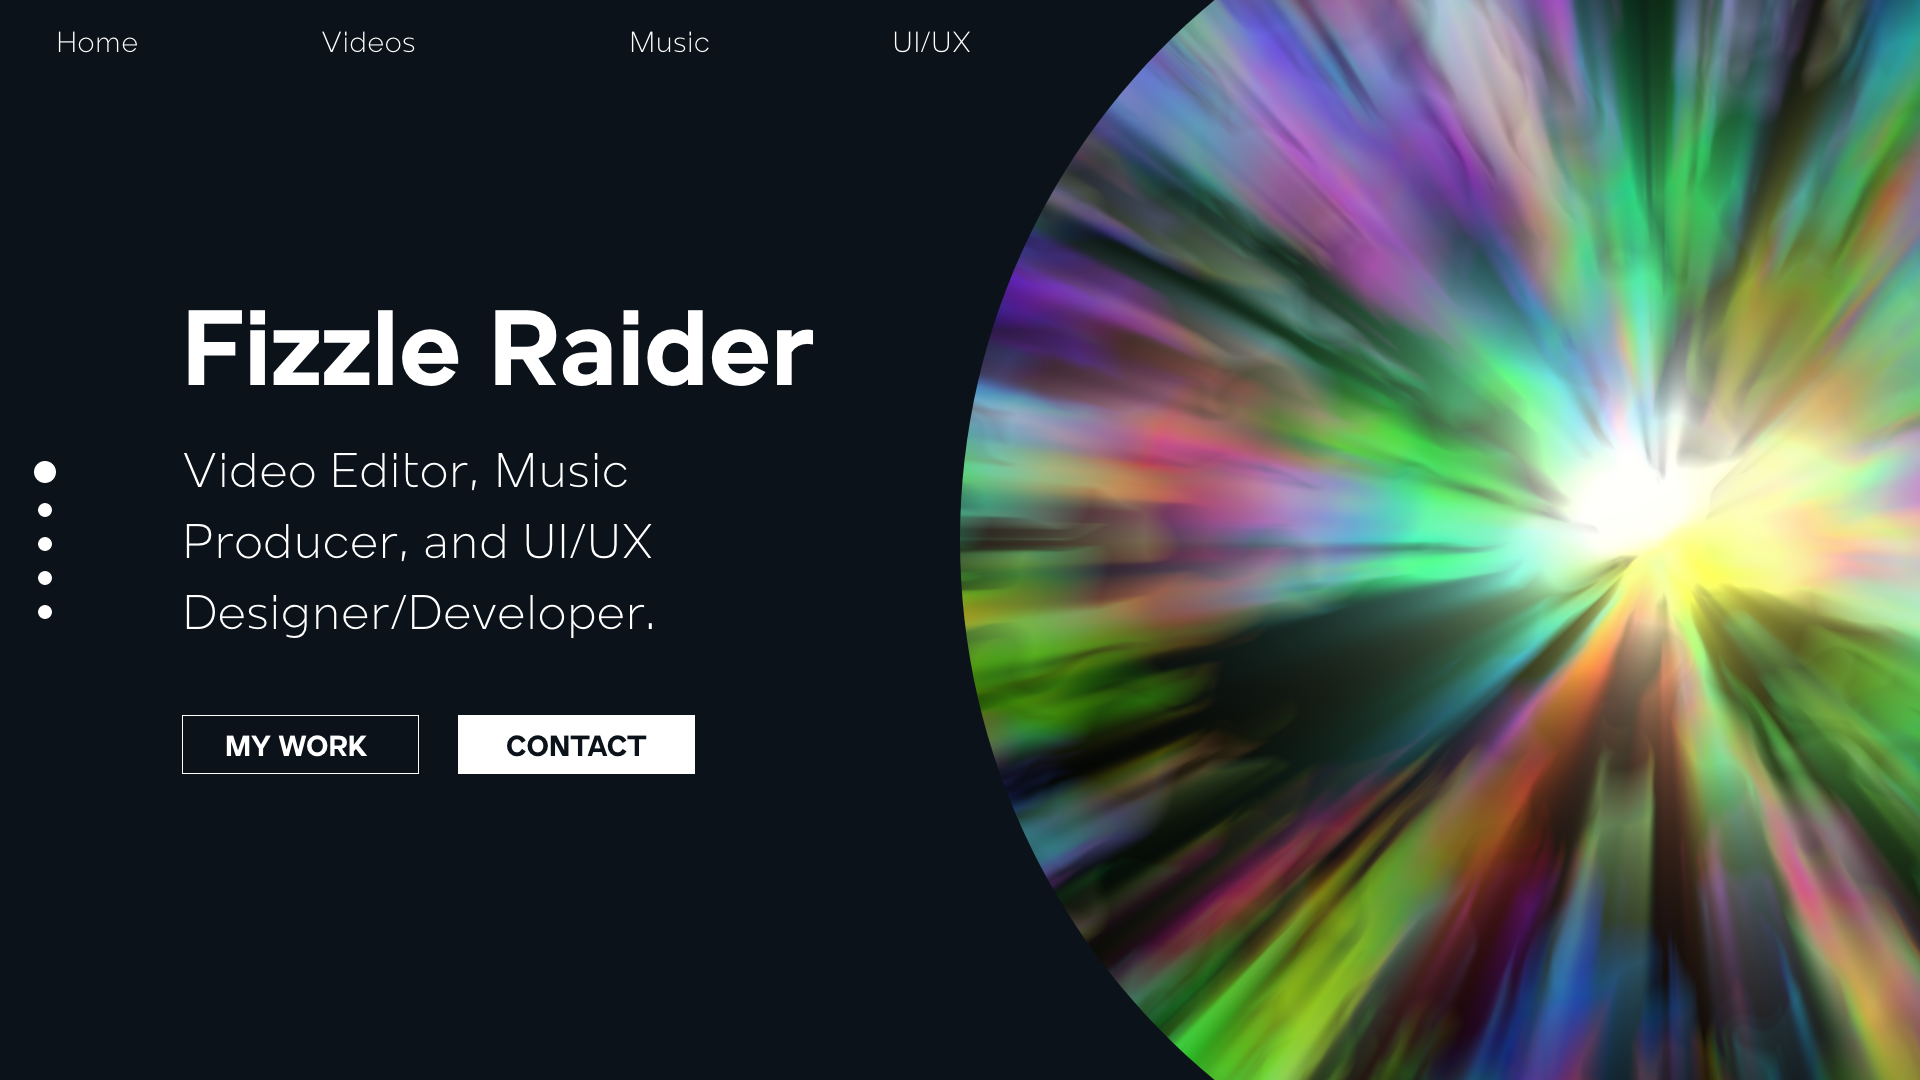 Home
Videos
Music
UI/UX
Fizzle Raider
Video Editor, Music
Producer, and UI/UX
Designer/Developer.
MY WORK
CONTACT